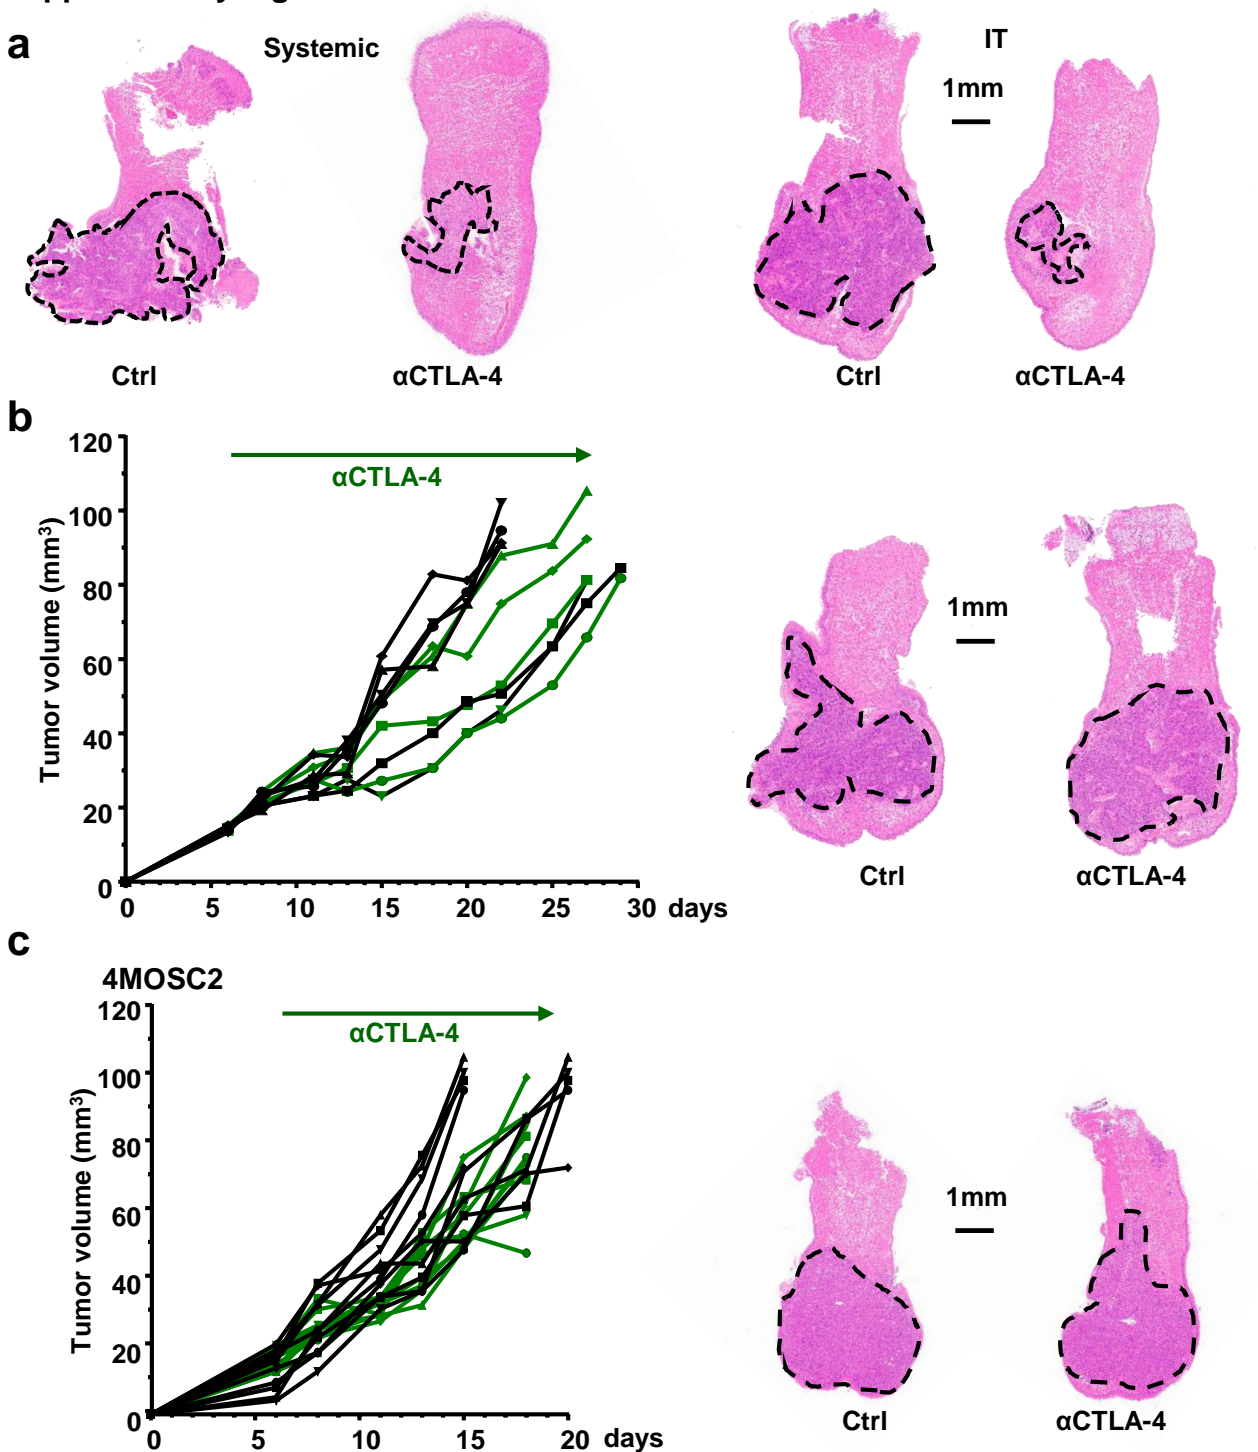 a
Systemic
IT
1mm
Ctrl
αCTLA-4
Ctrl
αCTLA-4
b
120
100
80
60
40
20
0
Tumor volume (mm³)
αCTLA-4
0 5 10 15 20 25 30 days
1mm
Ctrl
αCTLA-4
c
4MOSC2
120
100
80
60
40
20
0
Tumor volume (mm³)
αCTLA-4
0 5 10 15 20 days
1mm
Ctrl
αCTLA-4